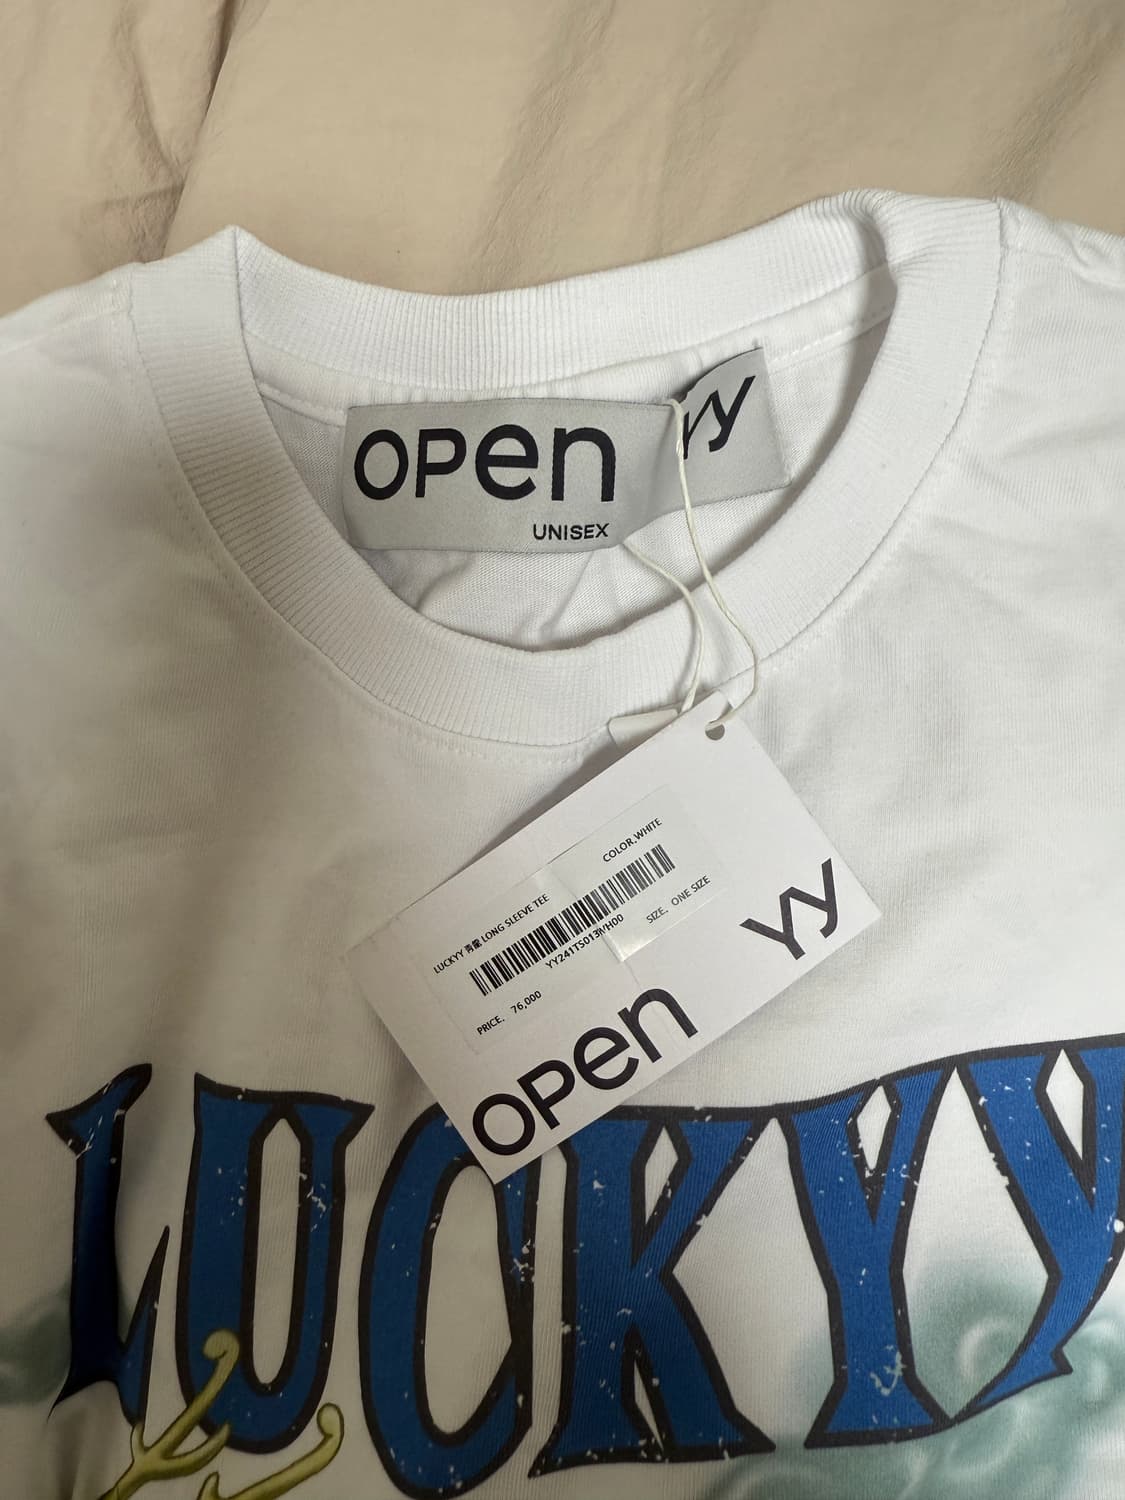 open yy
UNISEX
COLOR.WHITE
LUCKYY 靑龍 LONG SLEEVE TEE
YY241TS013WH00
SIZE. ONE SIZE
PRICE. 76,000
open yy
LUCKYY